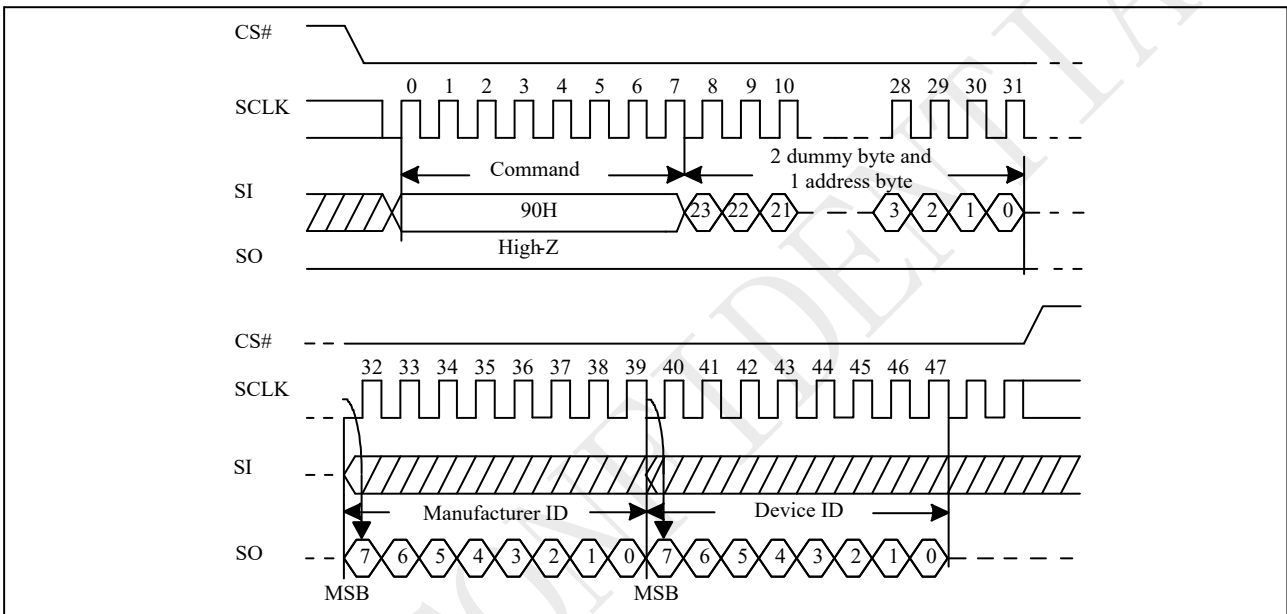 CS#
0 1 2 3 4 5 6 7 8 9 10 28 29 30 31
SCLK
Command
2 dummy byte and
1 address byte
SI
90H
23 22 21 3 2 1 0
High-Z
SO
CS#
32 33 34 35 36 37 38 39 40 41 42 43 44 45 46 47
SCLK
SI
Manufacturer ID Device ID
SO
7 6 5 4 3 2 1 0 7 6 5 4 3 2 1 0
MSB MSB
ONFIDENTIA